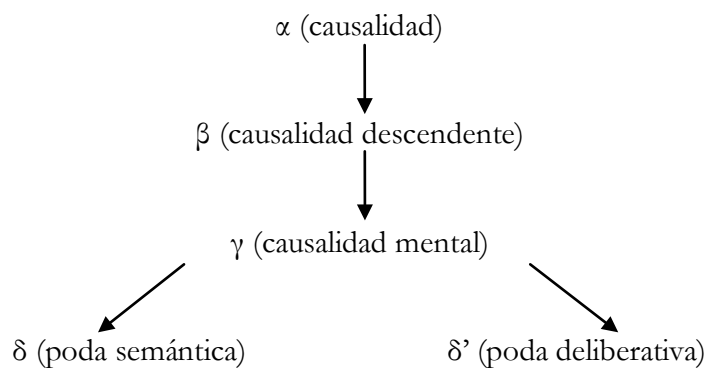 α (causalidad)
β (causalidad descendente)
γ (causalidad mental)
δ (poda semántica)
δ’ (poda deliberativa)